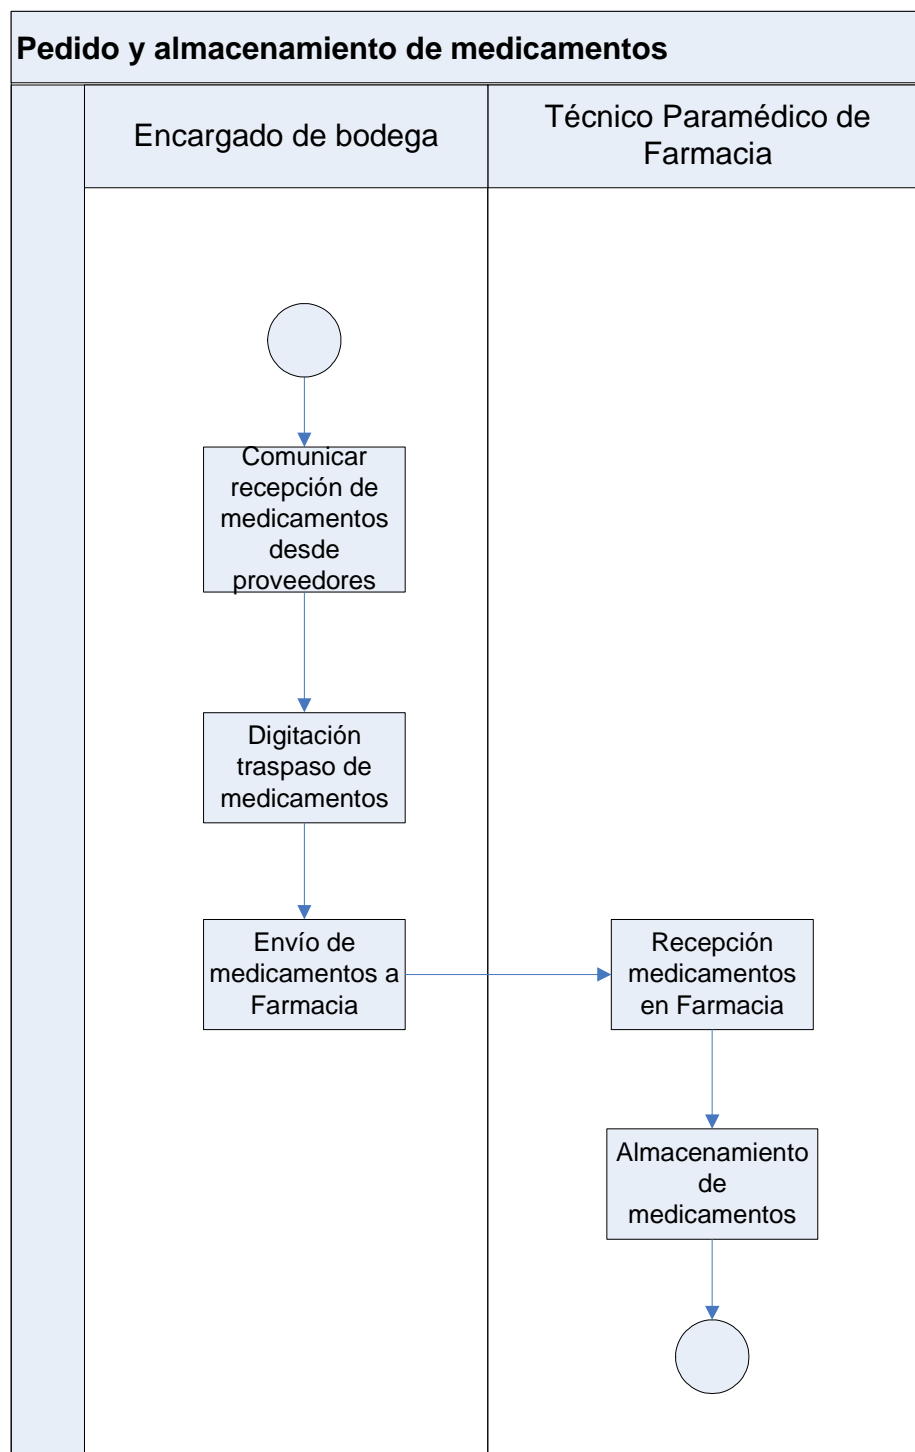 Pedido y almacenamiento de medicamentos
Encargado de bodega
Técnico Paramédico de
Farmacia
Comunicar
recepción de
medicamentos
desde
proveedores
Digitación
traspaso de
medicamentos
Envío de
medicamentos a
Farmacia
Recepción
medicamentos
en Farmacia
Almacenamiento
de
medicamentos